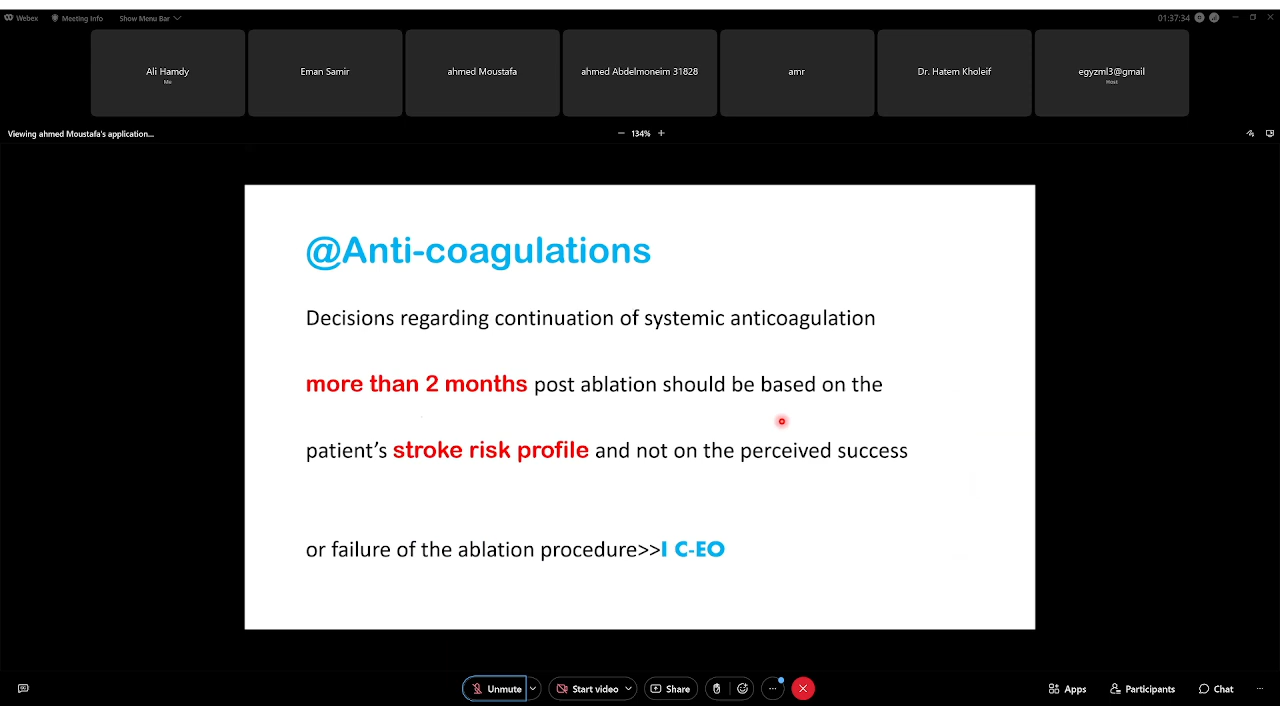 Webex Meeting Info Show Menu Bar 01:37:34
Ali Hamdy Eman Samir ahmed Moustafa ahmed Abdelmoneim 31828 amr Dr. Hatem Kholeif egyzml3@gmail
Me Host
Viewing ahmed Moustafa's application... − 134% +
@Anti-coagulations
Decisions regarding continuation of systemic anticoagulation
more than 2 months post ablation should be based on the
patient's stroke risk profile and not on the perceived success
or failure of the ablation procedure>>I C-EO
Unmute Start video Share Apps Participants Chat